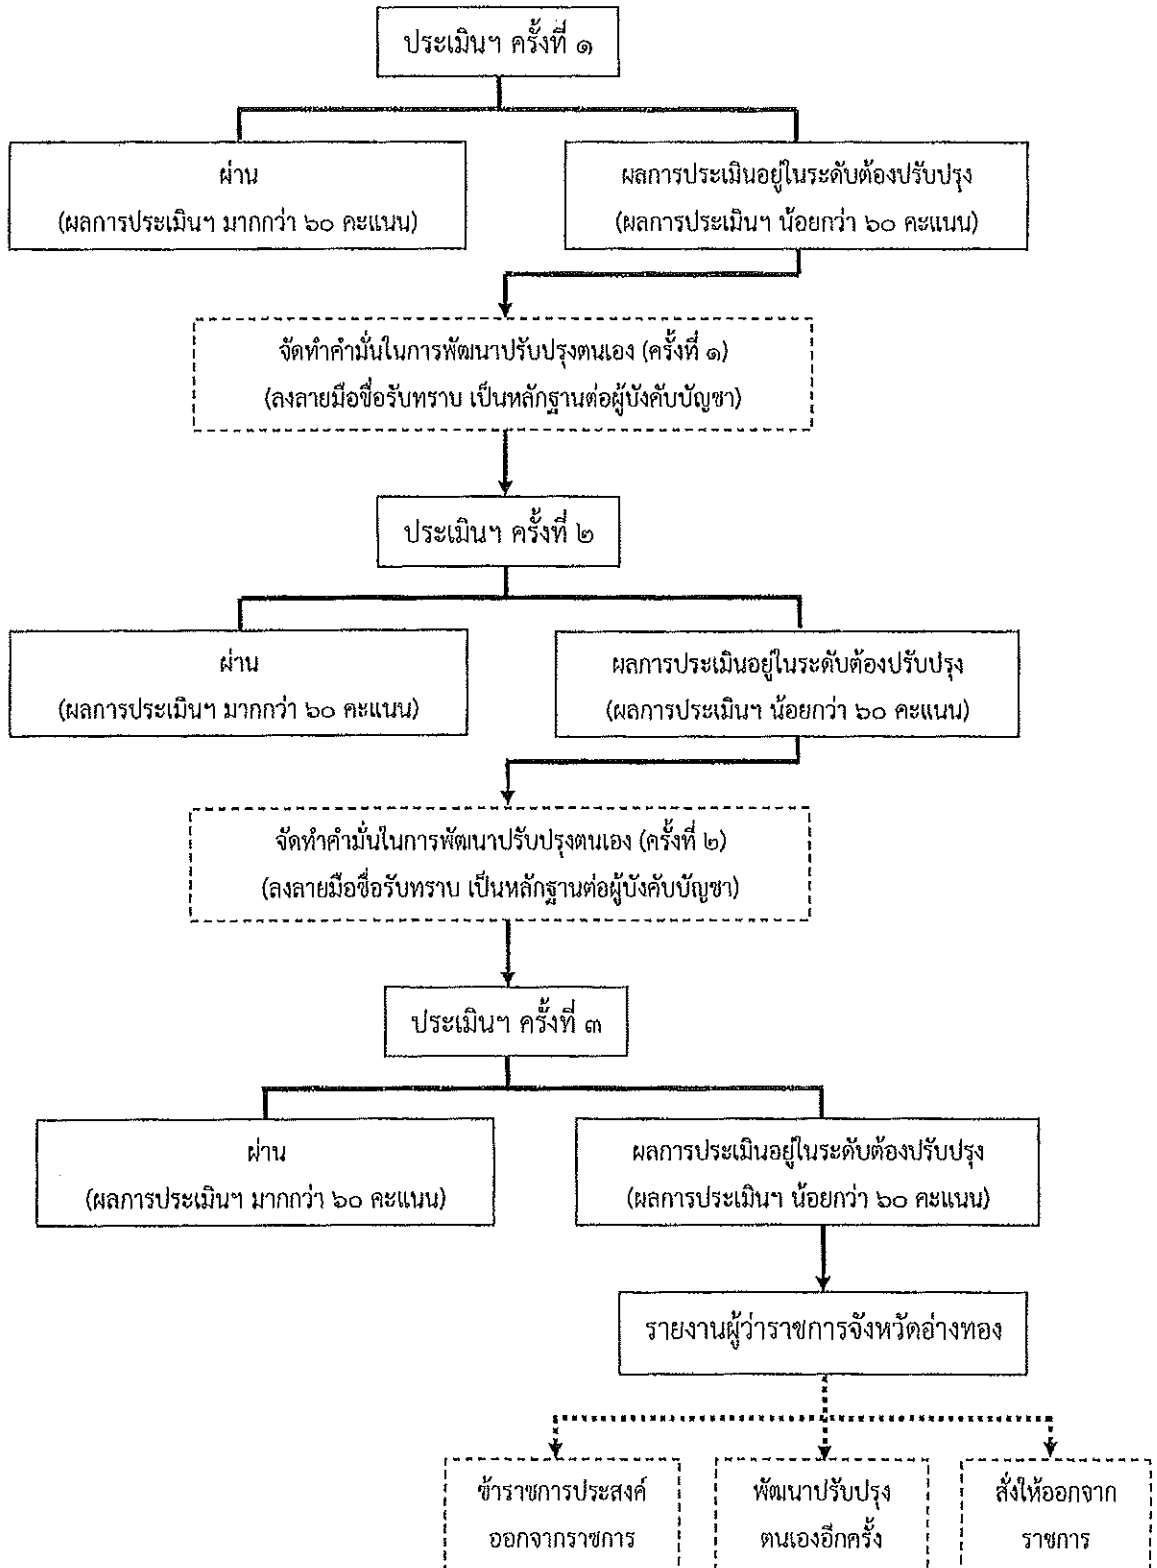 ประเมินฯ ครั้งที่ ๑
ผ่าน
(ผลการประเมินฯ มากกว่า ๖๐ คะแนน)
ผลการประเมินอยู่ในระดับต้องปรับปรุง
(ผลการประเมินฯ น้อยกว่า ๖๐ คะแนน)
จัดทำคำมั่นในการพัฒนาปรับปรุงตนเอง (ครั้งที่ ๑)
(ลงลายมือชื่อรับทราบ เป็นหลักฐานต่อผู้บังคับบัญชา)
ประเมินฯ ครั้งที่ ๒
ผ่าน
(ผลการประเมินฯ มากกว่า ๖๐ คะแนน)
ผลการประเมินอยู่ในระดับต้องปรับปรุง
(ผลการประเมินฯ น้อยกว่า ๖๐ คะแนน)
จัดทำคำมั่นในการพัฒนาปรับปรุงตนเอง (ครั้งที่ ๒)
(ลงลายมือชื่อรับทราบ เป็นหลักฐานต่อผู้บังคับบัญชา)
ประเมินฯ ครั้งที่ ๓
ผ่าน
(ผลการประเมินฯ มากกว่า ๖๐ คะแนน)
ผลการประเมินอยู่ในระดับต้องปรับปรุง
(ผลการประเมินฯ น้อยกว่า ๖๐ คะแนน)
รายงานผู้ว่าราชการจังหวัดอ่างทอง
ข้าราชการประสงค์
ออกจากราชการ
พัฒนาปรับปรุง
ตนเองอีกครั้ง
สั่งให้ออกจาก
ราชการ